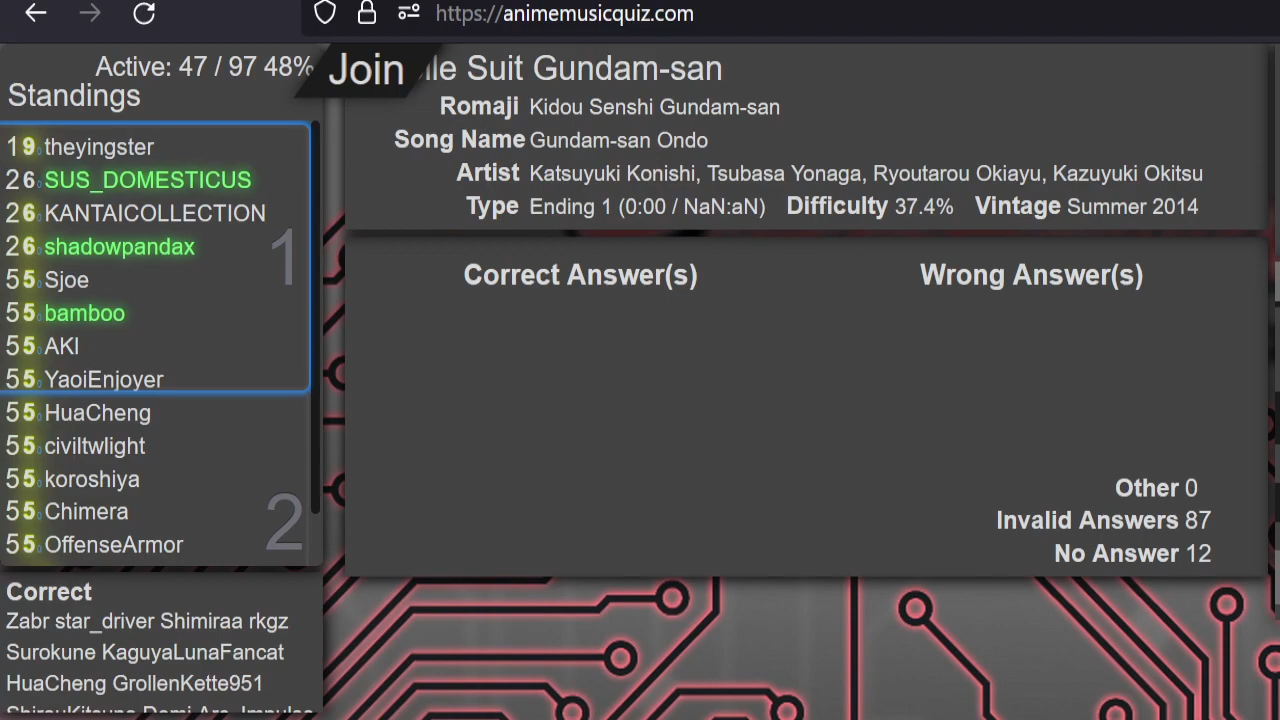 https://animemusicquiz.com
Active: 47 / 97 48%
Standings
19 theyingster
26 SUS_DOMESTICUS
26 KANTAICOLLECTION
26 shadowpandax
55 Sjoe
55 bamboo
55 AKI
55 YaoiEnjoyer
1
55 HuaCheng
55 civiltwlight
55 koroshiya
55 Chimera
55 OffenseArmor
2
Correct
Zabr star_driver Shimiraa rkgz
Surokune KaguyaLunaFancat
HuaCheng GrollenKette951
Join
Suit Gundam-san
Romaji Kidou Senshi Gundam-san
Song Name Gundam-san Ondo
Artist Katsuyuki Konishi, Tsubasa Yonaga, Ryoutarou Okiayu, Kazuyuki Okitsu
Type Ending 1 (0:00 / NaN:aN) Difficulty 37.4% Vintage Summer 2014
Correct Answer(s) Wrong Answer(s)
Other 0
Invalid Answers 87
No Answer 12